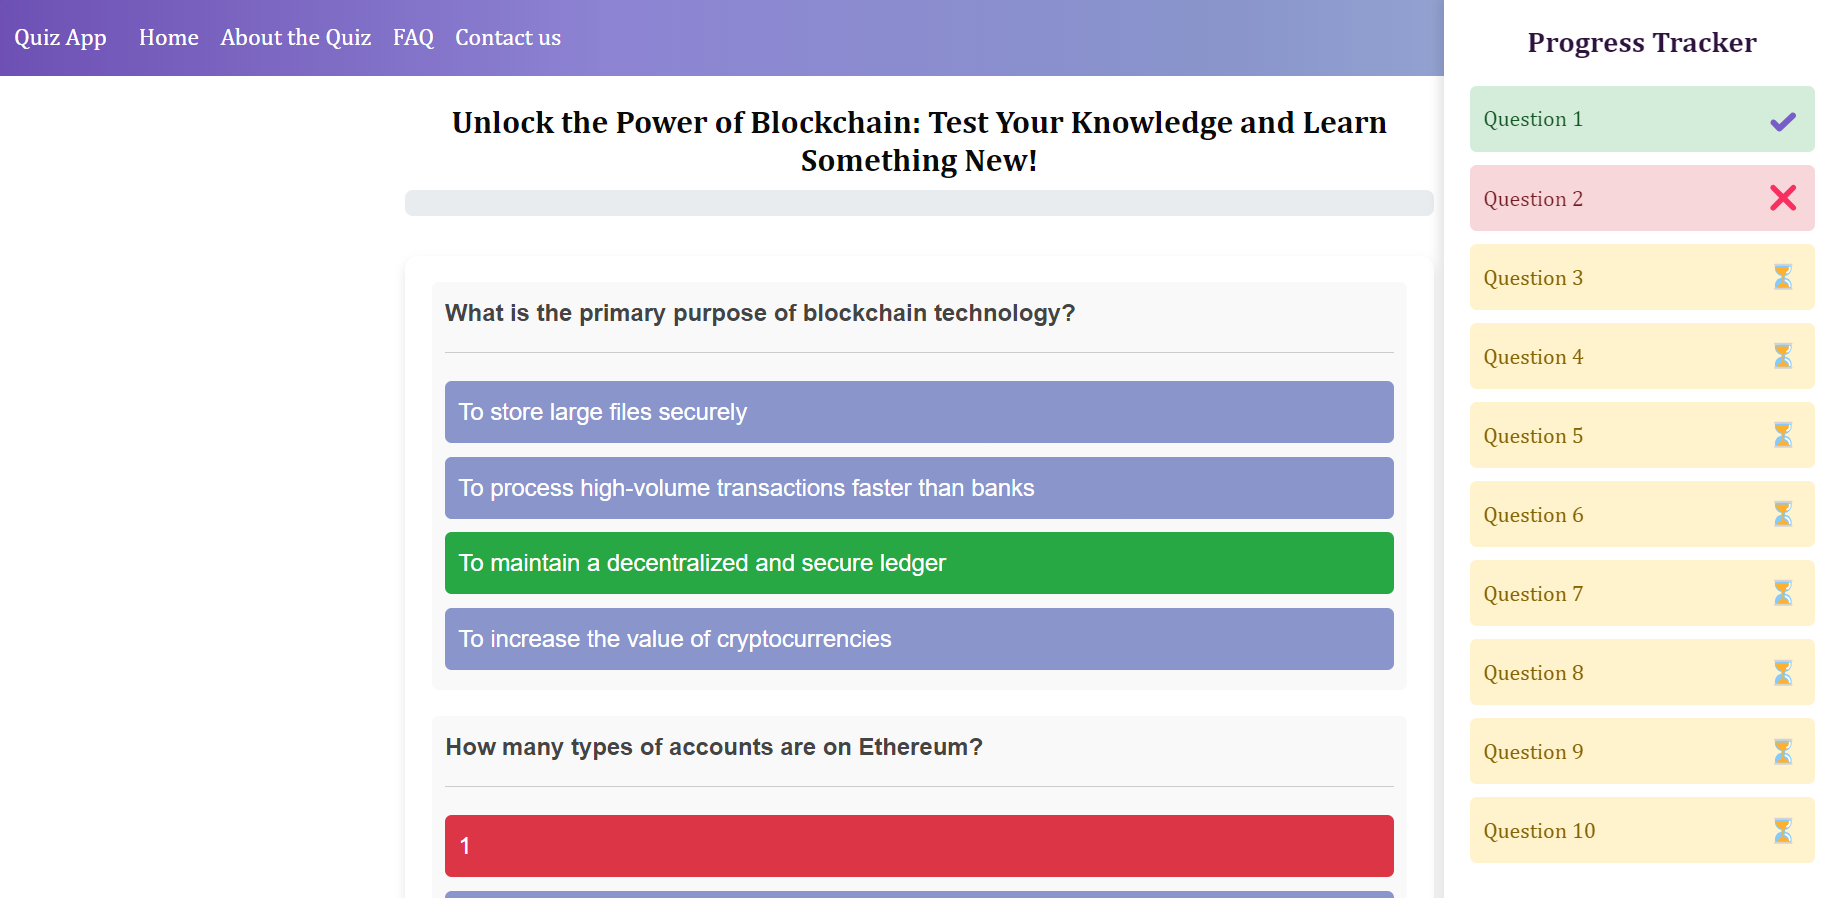 Quiz App Home About the Quiz FAQ Contact us
Unlock the Power of Blockchain: Test Your Knowledge and Learn
Something New!
What is the primary purpose of blockchain technology?
To store large files securely
To process high-volume transactions faster than banks
To maintain a decentralized and secure ledger
To increase the value of cryptocurrencies
How many types of accounts are on Ethereum?
1
Progress Tracker
Question 1
Question 2
Question 3
Question 4
Question 5
Question 6
Question 7
Question 8
Question 9
Question 10